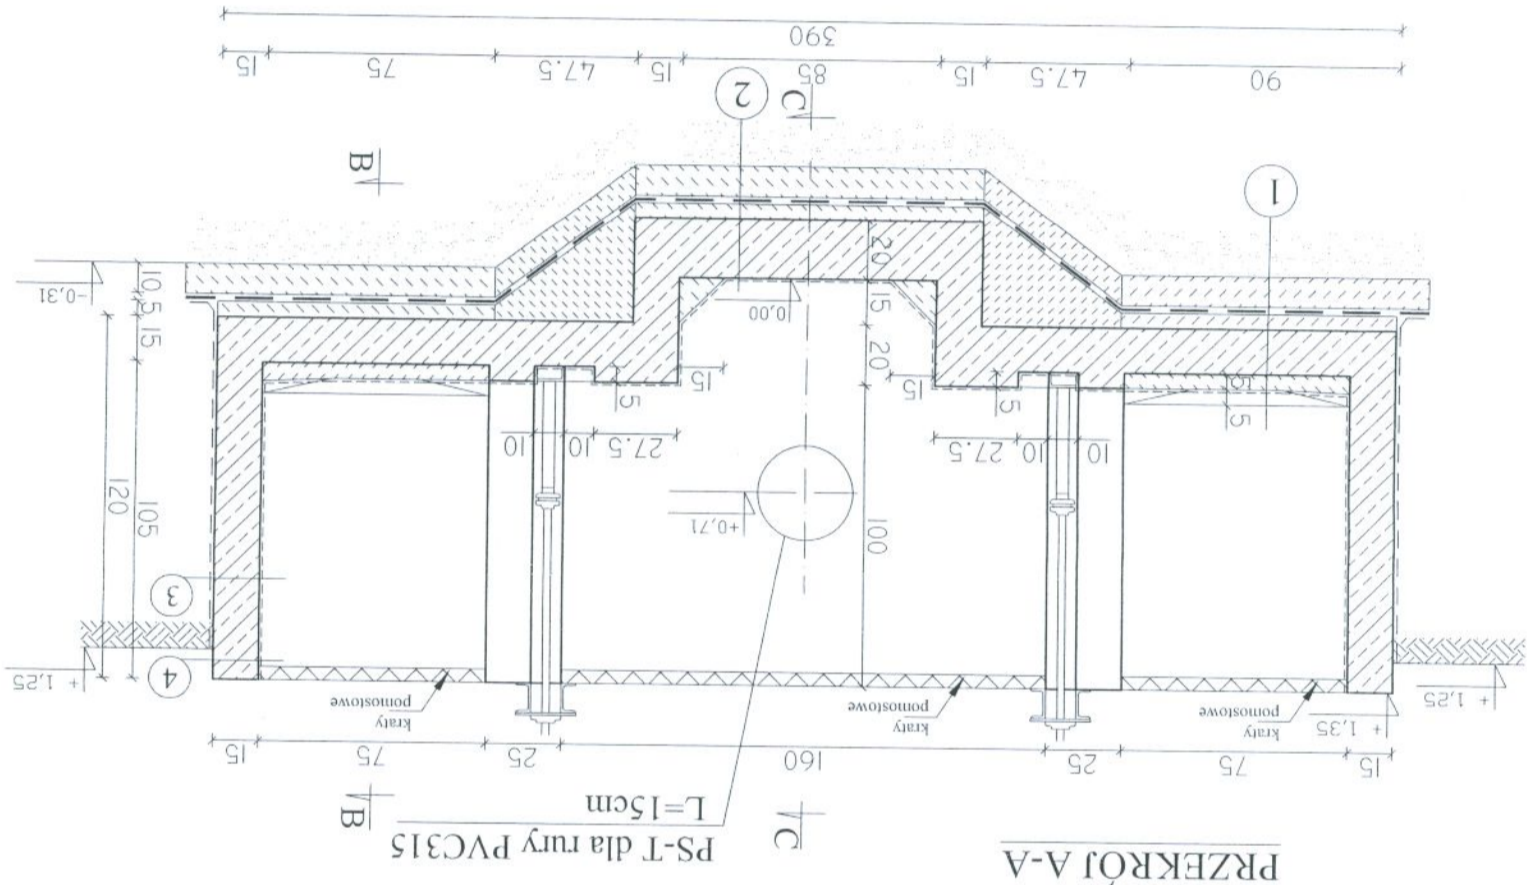 PRZEKRÓJ A-A
C
PS-T dla rury PVC315
L=15cm
B
15 75 25 160 25 75 15
+ 1,35
kraty
pomostowe
kraty
pomostowe
kraty
pomostowe
+ 1,25
4
+ 1,25
3
105
120
100
+0,71
10 10 27.5
27.5 10 10
5
5
5
15
15
5
20
15
20
0,00
15
5
10
-0,31
1
B
2
C
90 47.5 15 85 15 47.5 75 15
390